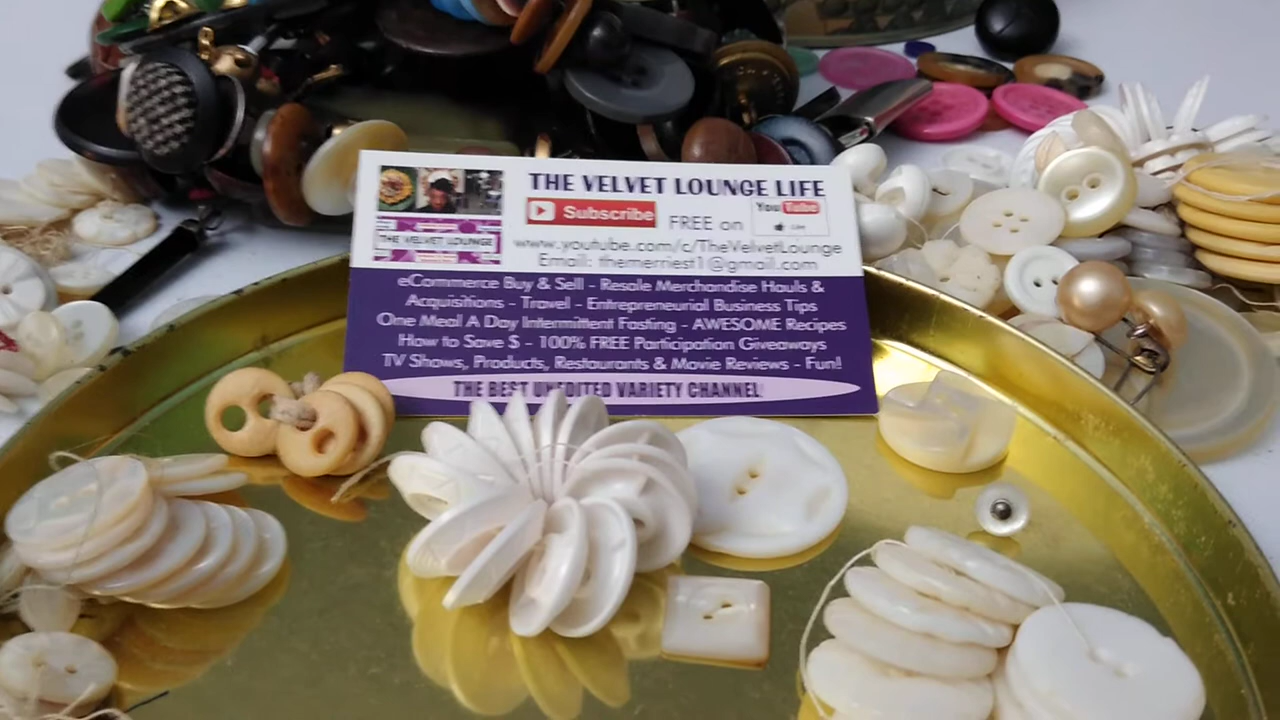 THE VELVET LOUNGE LIFE
Subscribe FREE on YouTube
Like
THE VELVET LOUNGE
www.youtube.com/c/TheVelvetLounge
Email: themerriest1@gmail.com
eCommerce Buy & Sell - Resale Merchandise Hauls &
Acquisitions - Travel - Entrepreneurial Business Tips
One Meal A Day Intermittent Fasting - AWESOME Recipes
How to Save $ - 100% FREE Participation Giveaways
TV Shows, Products, Restaurants & Movie Reviews - Fun!
THE BEST UNEDITED VARIETY CHANNEL!